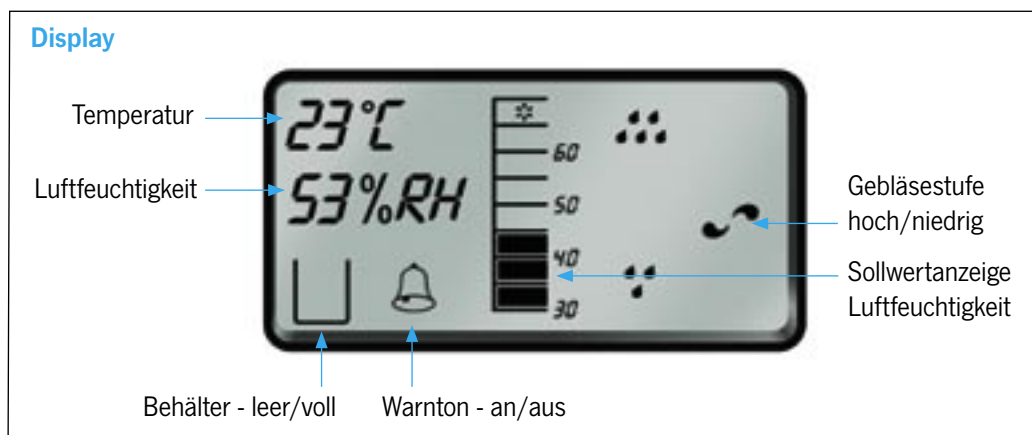 Display
Temperatur
23°C
Luftfeuchtigkeit
53%RH
60
50
40
30
Gebläsestufe
hoch/niedrig
Sollwertanzeige
Luftfeuchtigkeit
Behälter - leer/voll
Warnton - an/aus